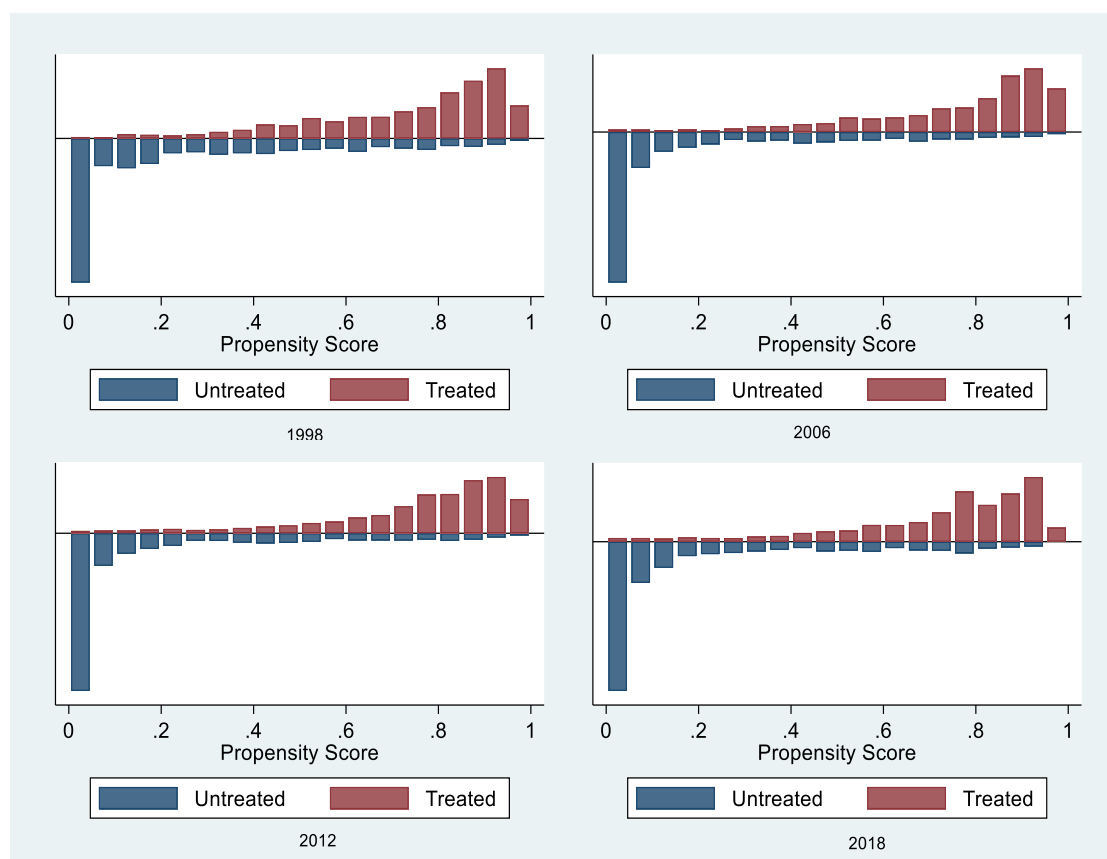 0 .2 .4 .6 .8 1
Propensity Score
Untreated Treated
1998
0 .2 .4 .6 .8 1
Propensity Score
Untreated Treated
2006
0 .2 .4 .6 .8 1
Propensity Score
Untreated Treated
2012
0 .2 .4 .6 .8 1
Propensity Score
Untreated Treated
2018